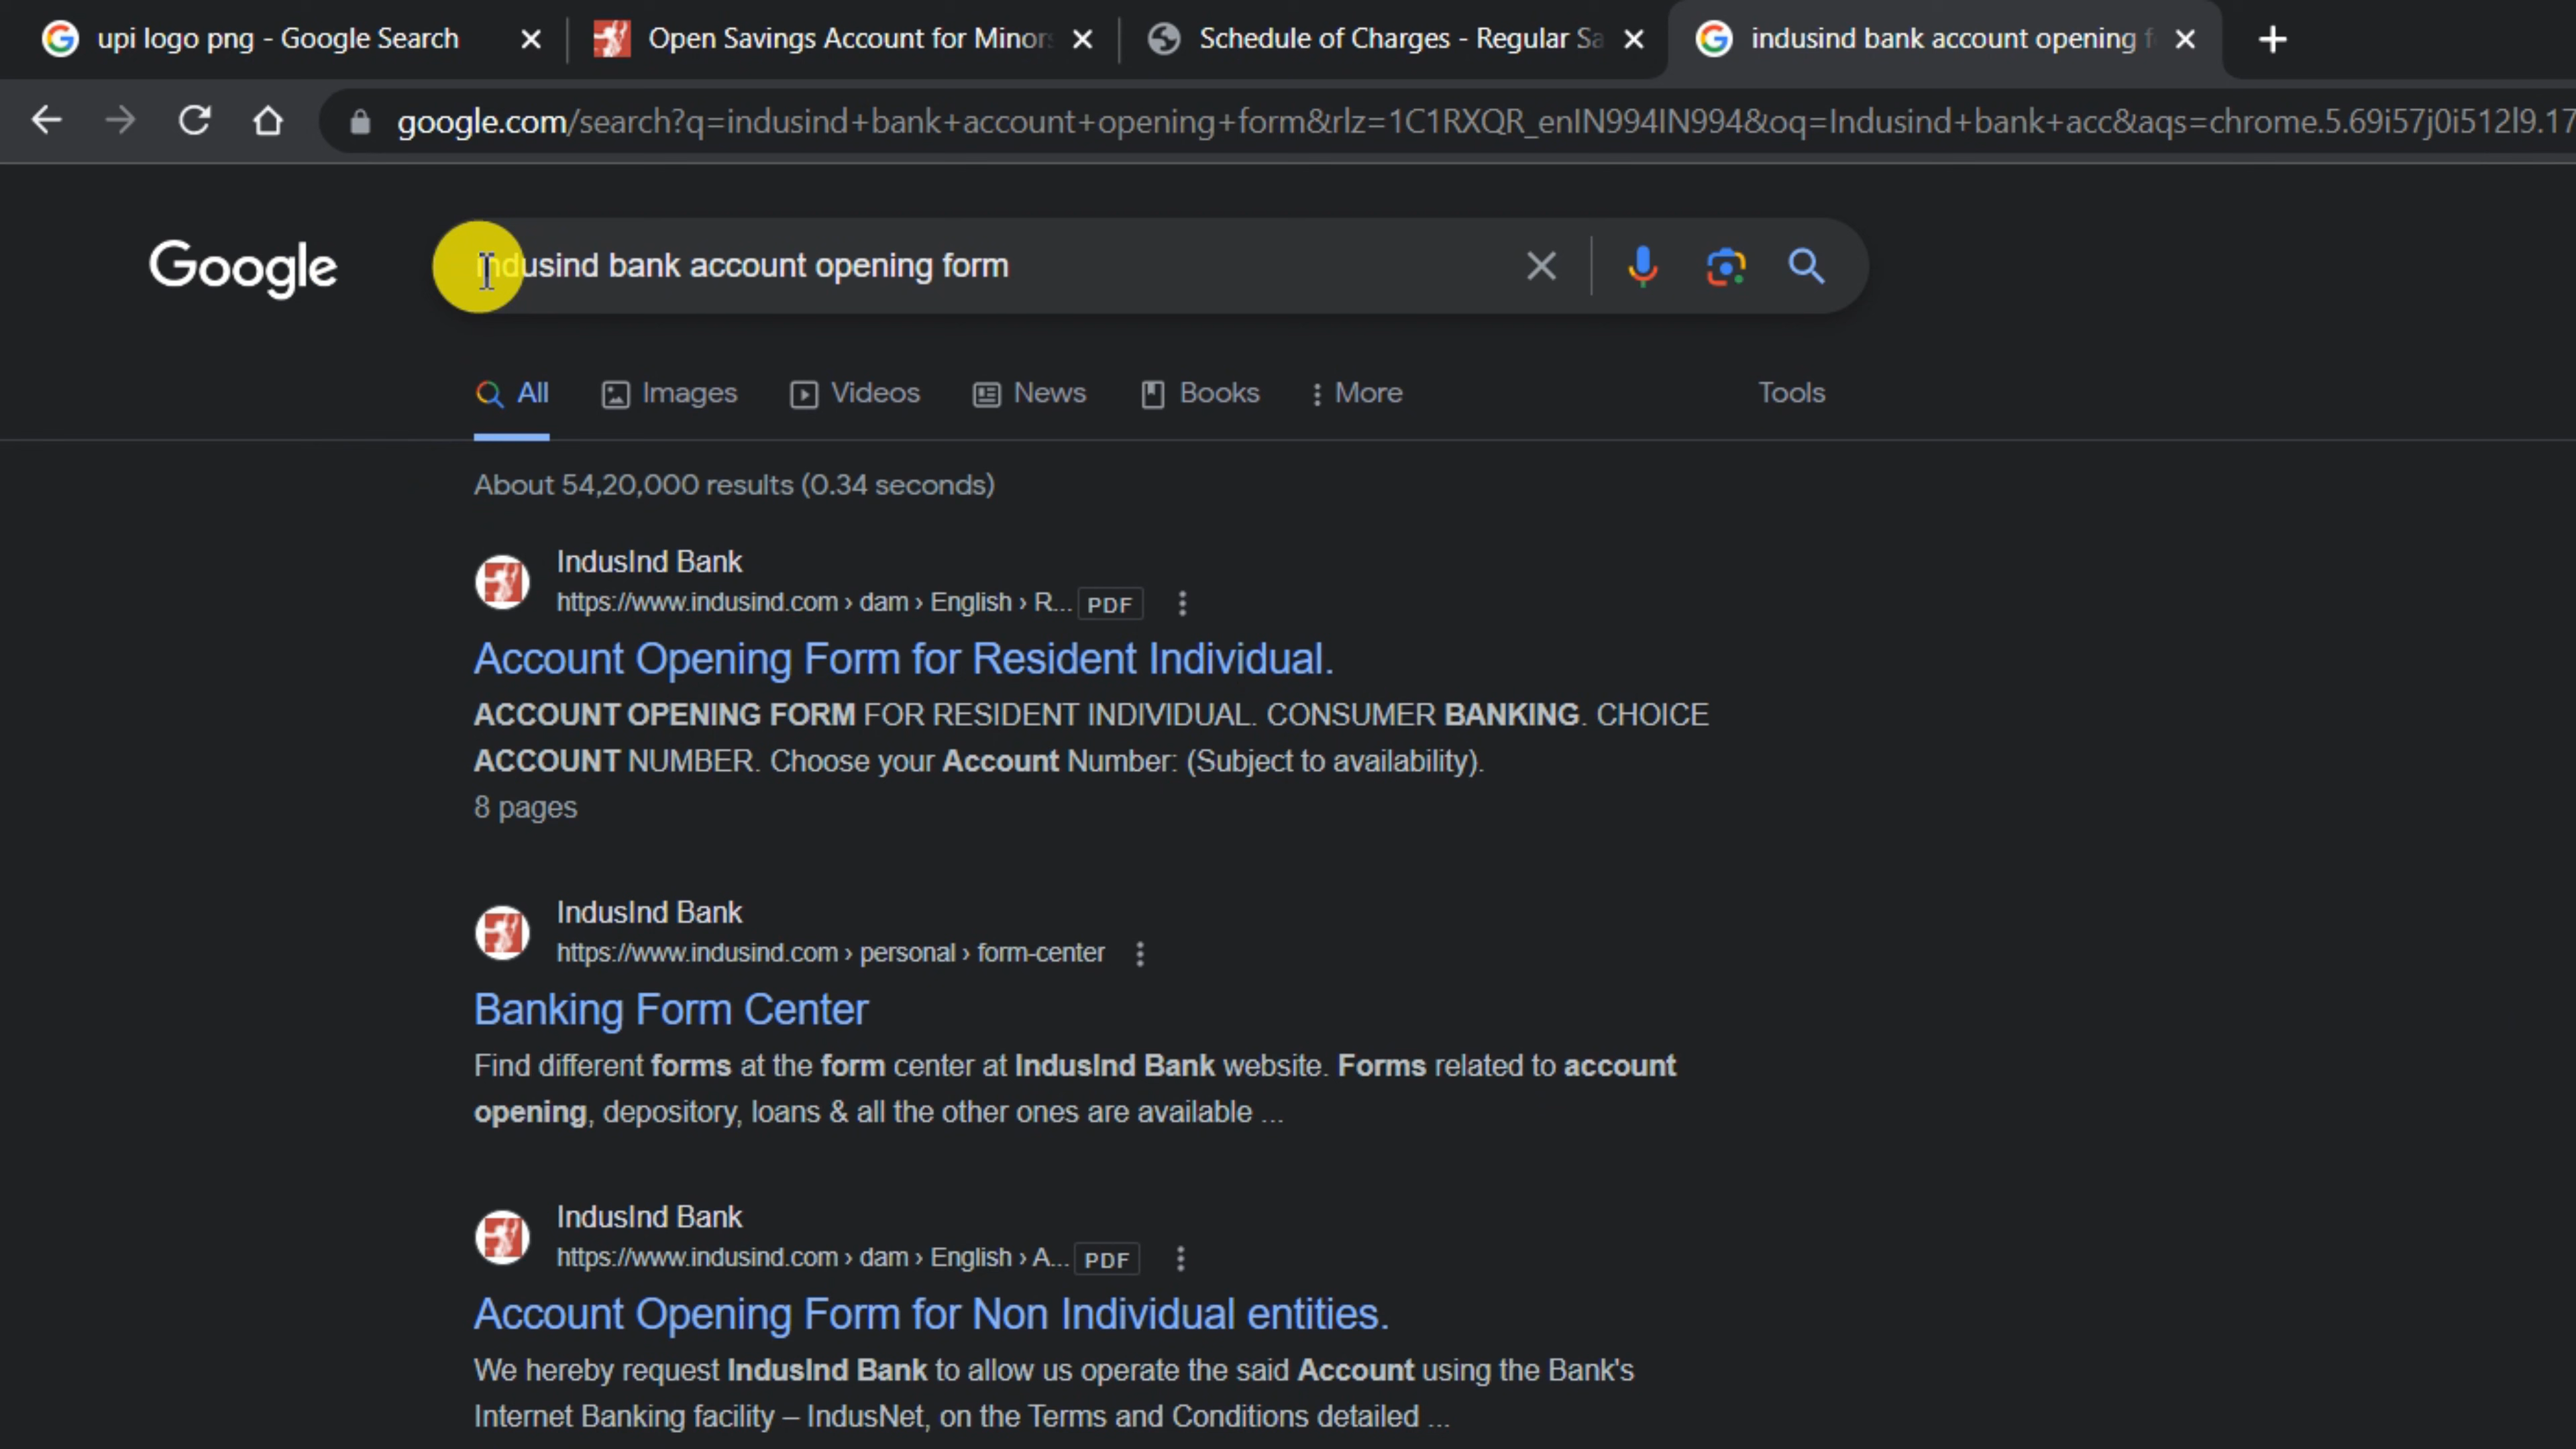 upi logo png - Google Search
Open Savings Account for Minor
Schedule of Charges - Regular Sa
indusind bank account opening f
google.com/search?q=indusind+bank+account+opening+form&rlz=1C1RXQR_enIN994IN994&oq=Indusind+bank+acc&aqs=chrome.5.69i57j0i512l9.17
Google
indusind bank account opening form
All
Images
Videos
News
Books
More
Tools
About 54,20,000 results (0.34 seconds)
IndusInd Bank
https://www.indusind.com › dam › English › R... PDF
Account Opening Form for Resident Individual.
ACCOUNT OPENING FORM FOR RESIDENT INDIVIDUAL. CONSUMER BANKING. CHOICE
ACCOUNT NUMBER. Choose your Account Number: (Subject to availability).
8 pages
IndusInd Bank
https://www.indusind.com › personal › form-center
Banking Form Center
Find different forms at the form center at IndusInd Bank website. Forms related to account
opening, depository, loans & all the other ones are available ...
IndusInd Bank
https://www.indusind.com › dam › English › A... PDF
Account Opening Form for Non Individual entities.
We hereby request IndusInd Bank to allow us operate the said Account using the Bank's
Internet Banking facility – IndusNet, on the Terms and Conditions detailed ...